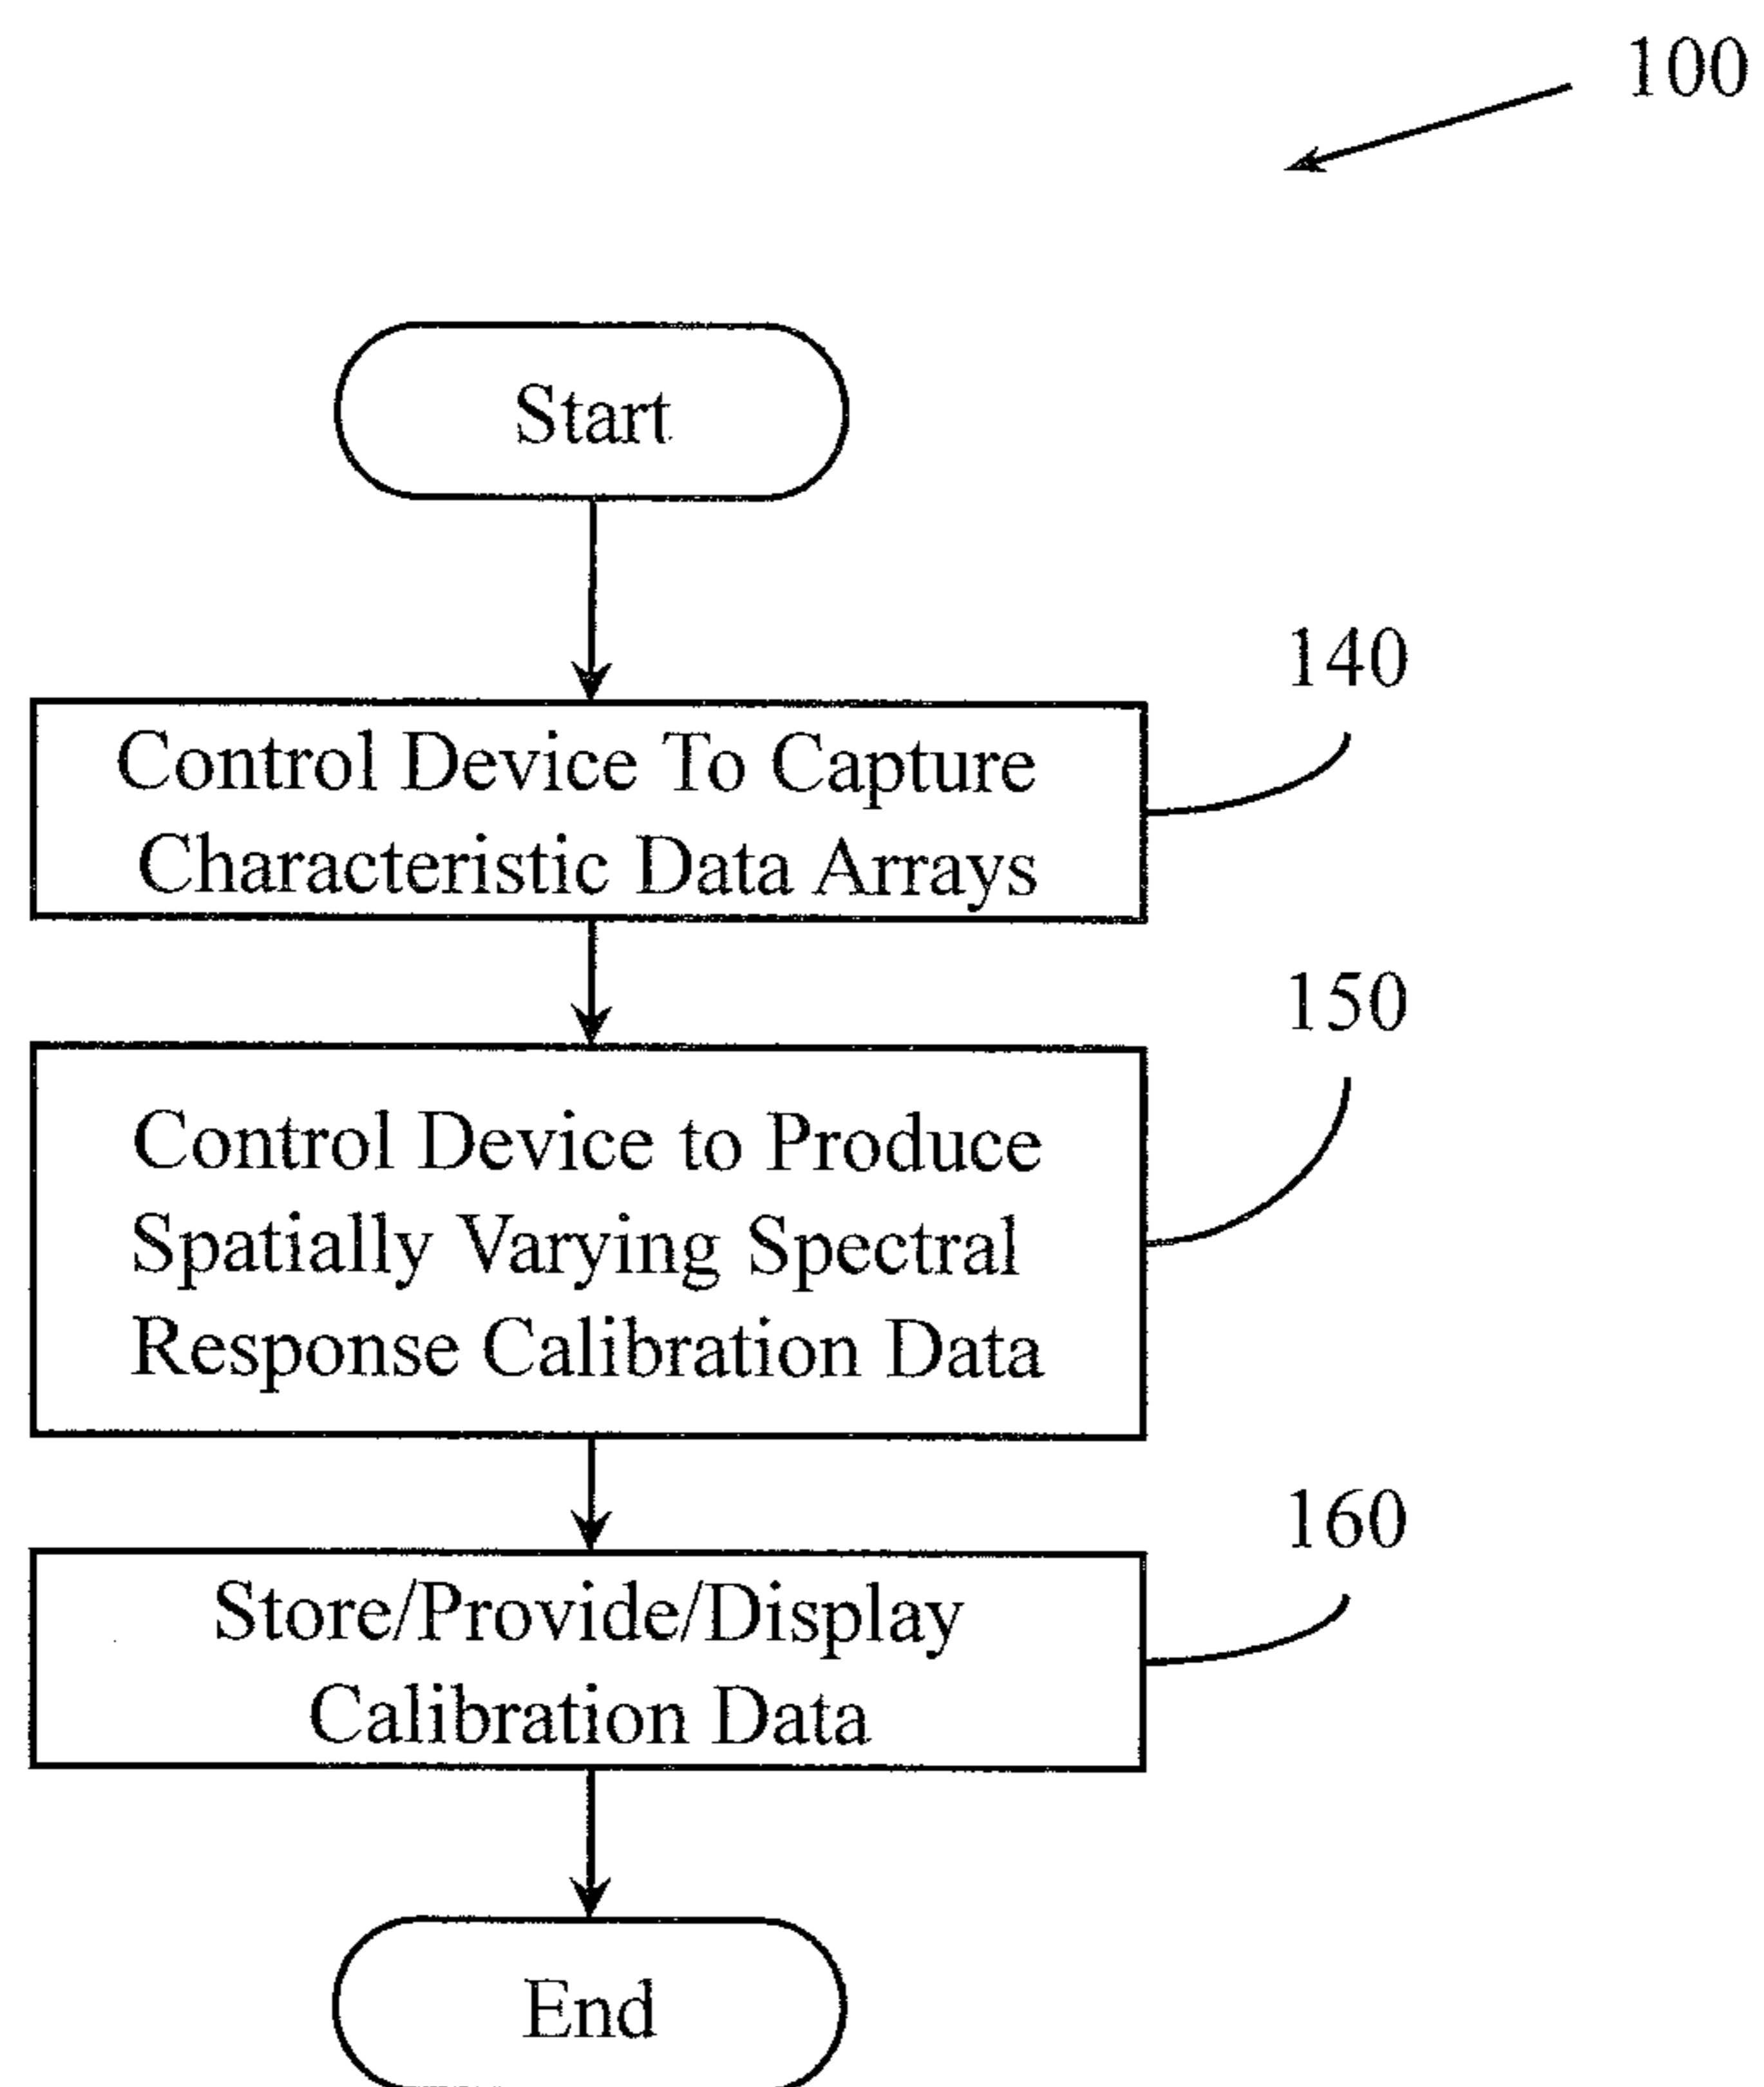 100
Start
140
Control Device To Capture
Characteristic Data Arrays
150
Control Device to Produce
Spatially Varying Spectral
Response Calibration Data
160
Store/Provide/Display
Calibration Data
End